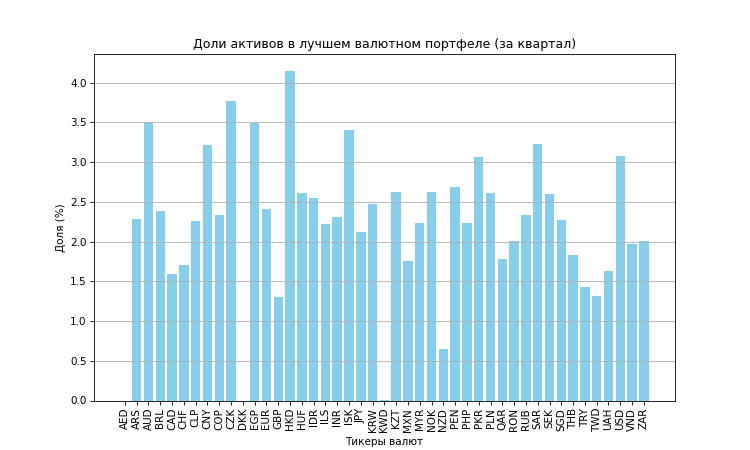 Доли активов в лучшем валютном портфеле (за квартал)
Доля (%)
4.0
3.5
3.0
2.5
2.0
1.5
1.0
0.5
0.0
AED ARS AUD BRL CAD CHF CLP CNY COP CZK DKK EGP EUR GBP HKD HUF IDR ILS INR ISK JPY KRW KWD KZT MXN MYR NOK NZD PEN PHP PKR PLN QAR RON RUB SAR SEK SGD THB TRY TWD UAH USD VND ZAR
Тикеры валют